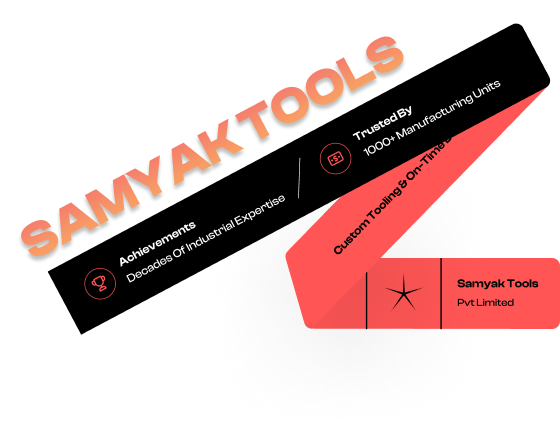 SAMYAK TOOLS
Achievements
Decades Of Industrial Expertise
Trusted By
1000+ Manufacturing Units
Custom Tooling & On-Time
Samyak Tools
Pvt Limited